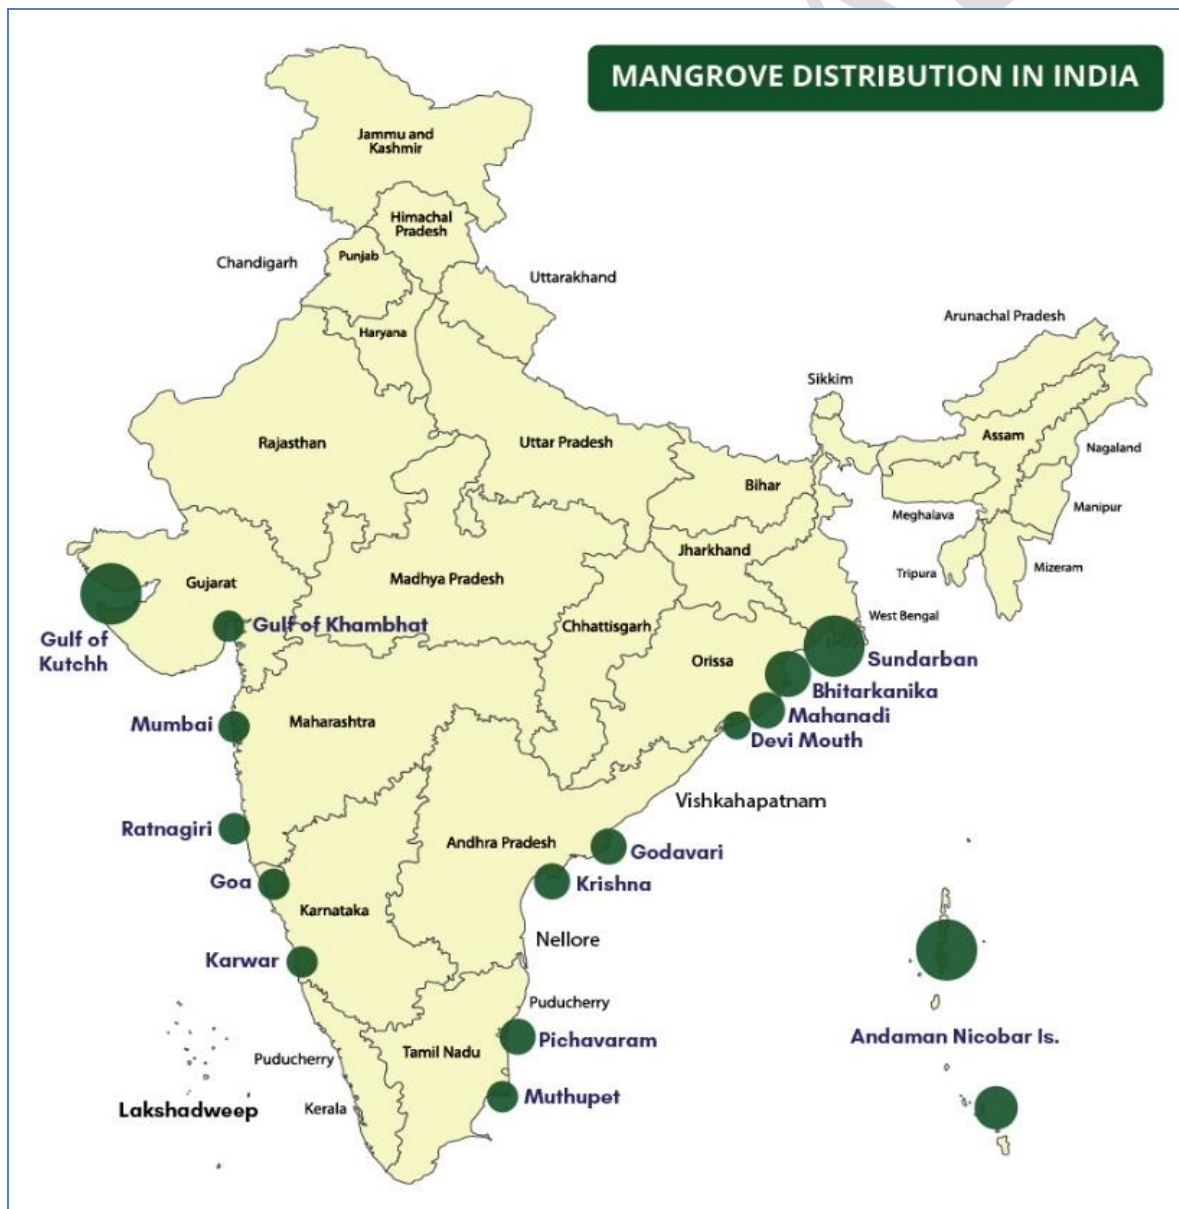 MANGROVE DISTRIBUTION IN INDIA
Jammu and
Kashmir
Himachal
Pradesh
Chandigarh
Punjab
Uttarakhand
Haryana
Arunachal Pradesh
Sikkim
Rajasthan
Uttar Pradesh
Assam
Nagaland
Bihar
Meghalava
Manipur
Jharkhand
Gujarat
Madhya Pradesh
Tripura
Mizeram
West Bengal
Gulf of Khambhat
Chhattisgarh
Gulf of
Kutchh
Orissa
Sundarban
Bhitarkanika
Mumbai
Maharashtra
Mahanadi
Devi Mouth
Vishkahapatnam
Ratnagiri
Andhra Pradesh
Godavari
Goa
Krishna
Karnataka
Nellore
Karwar
Puducherry
Pichavaram
Andaman Nicobar Is.
Puducherry
Tamil Nadu
Muthupet
Lakshadweep
Kerala